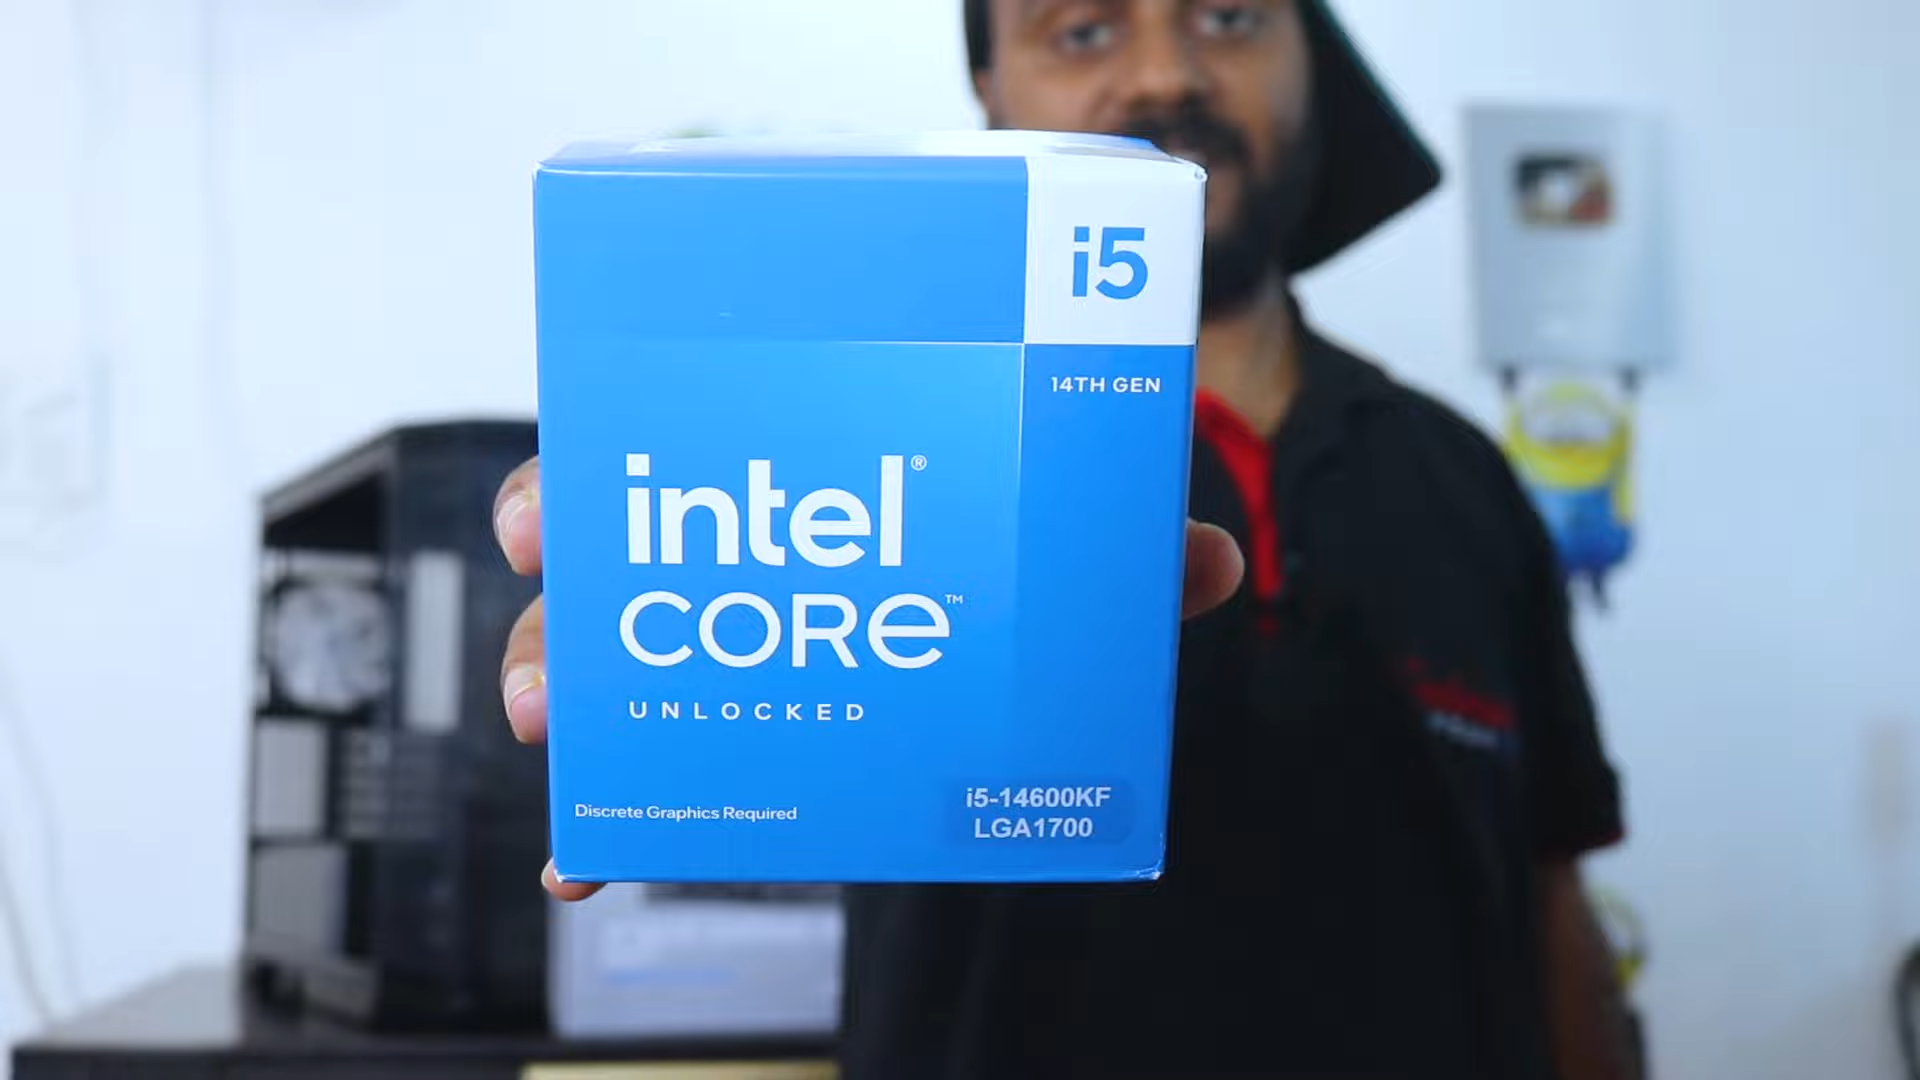 i5
14TH GEN
intel®
CORe™
UNLOCKED
Discrete Graphics Required
i5-14600KF
LGA1700